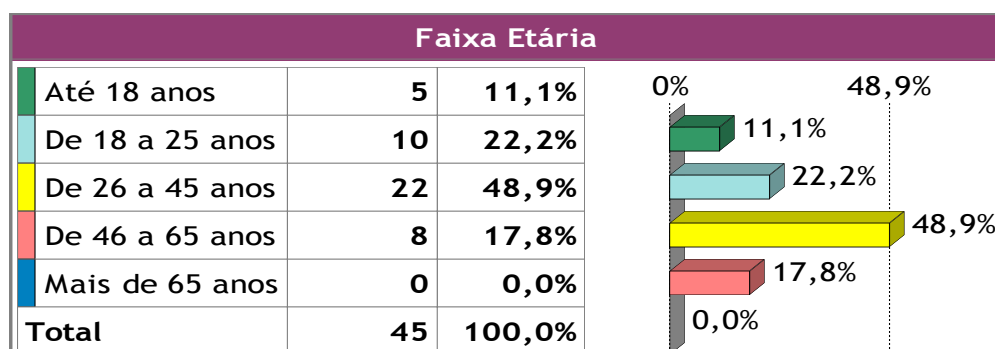 Faixa Etária
Até 18 anos 5 11,1%
De 18 a 25 anos 10 22,2%
De 26 a 45 anos 22 48,9%
De 46 a 65 anos 8 17,8%
Mais de 65 anos 0 0,0%
Total 45 100,0%
0% 48,9%
11,1%
22,2%
48,9%
17,8%
0,0%